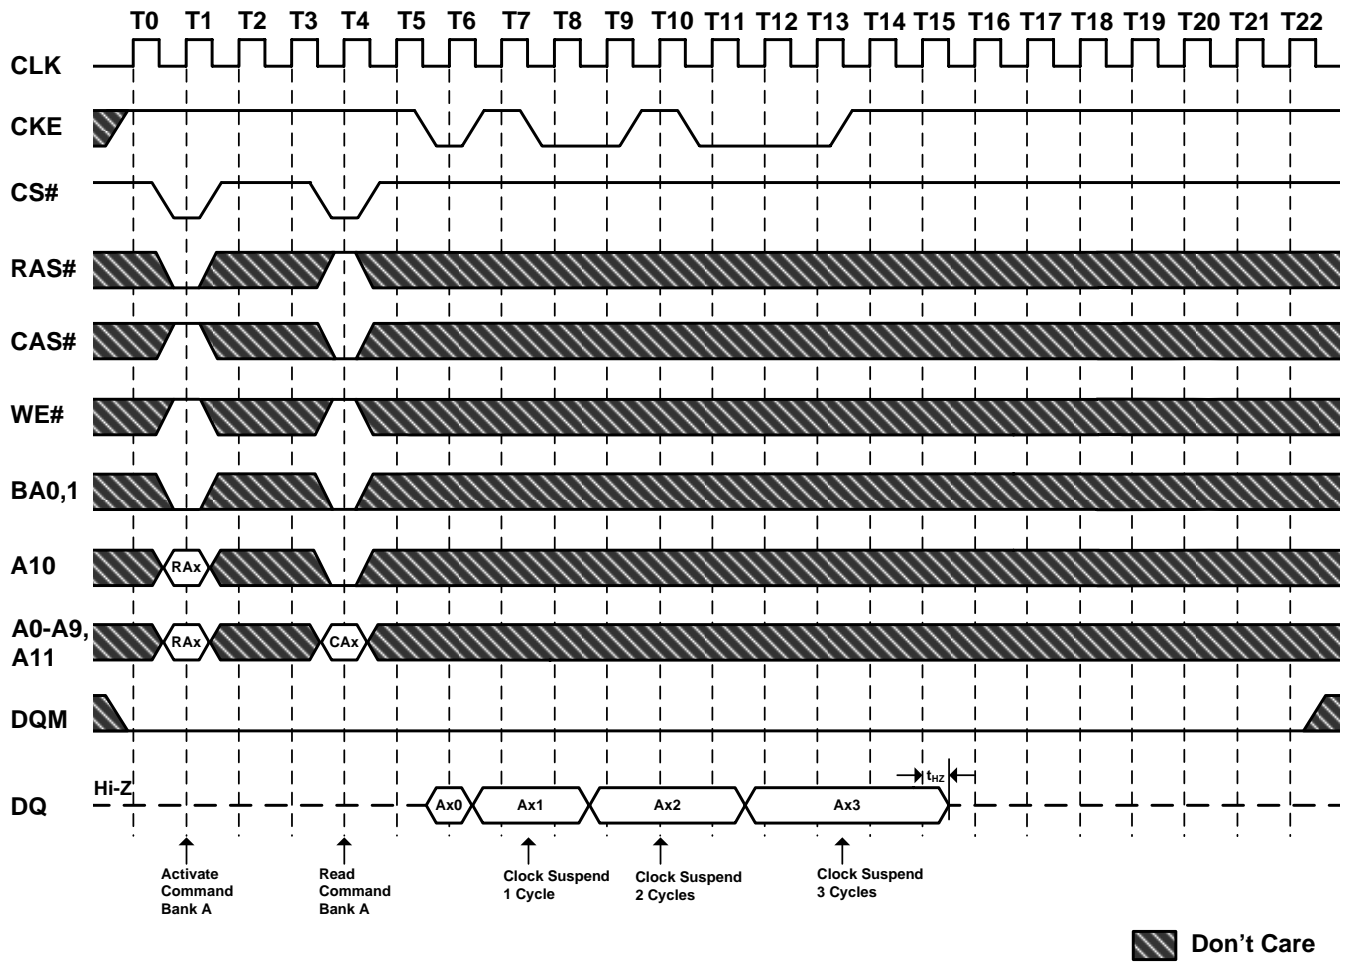 T0 T1 T2 T3 T4 T5 T6 T7 T8 T9 T10 T11 T12 T13 T14 T15 T16 T17 T18 T19 T20 T21 T22
CLK
CKE
CS#
RAS#
CAS#
WE#
BA0,1
A10
RAx
A0-A9,
A11
RAx CAx
DQM
Hi-Z
tHZ
DQ
Ax0 Ax1 Ax2 Ax3
Activate
Command
Bank A
Read
Command
Bank A
Clock Suspend
1 Cycle
Clock Suspend
2 Cycles
Clock Suspend
3 Cycles
Don't Care